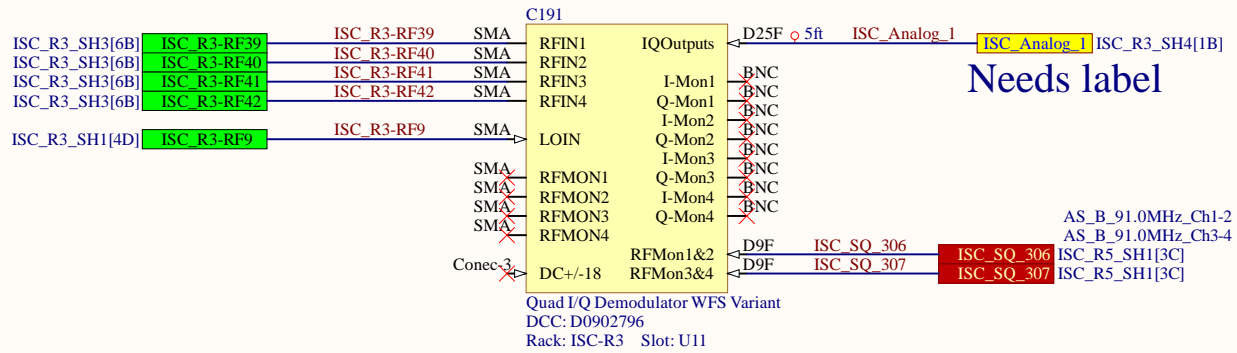 C191
ISC_R3_SH3[6B] ISC_R3-RF39 ISC_R3-RF39 SMA RFIN1 IQOutputs D25F 5ft ISC_Analog_1 ISC_Analog_1 ISC_R3_SH4[1B]
ISC_R3_SH3[6B] ISC_R3-RF40 ISC_R3-RF40 SMA RFIN2
ISC_R3_SH3[6B] ISC_R3-RF41 ISC_R3-RF41 SMA RFIN3 I-Mon1 BNC Needs label
ISC_R3_SH3[6B] ISC_R3-RF42 ISC_R3-RF42 SMA RFIN4 Q-Mon1 BNC
I-Mon2 BNC
ISC_R3_SH1[4D] ISC_R3-RF9 ISC_R3-RF9 SMA LOIN Q-Mon2 BNC
I-Mon3 BNC
SMA RFMON1 Q-Mon3 BNC
SMA RFMON2 I-Mon4 BNC
SMA RFMON3 Q-Mon4 BNC AS_B_91.0MHz_Ch1-2
SMA RFMON4 AS_B_91.0MHz_Ch3-4
RFMon1&2 D9F ISC_SQ_306 ISC_SQ_306 ISC_R5_SH1[3C]
Conec-3 DC+/-18 RFMon3&4 D9F ISC_SQ_307 ISC_SQ_307 ISC_R5_SH1[3C]
Quad I/Q Demodulator WFS Variant
DCC: D0902796
Rack: ISC-R3 Slot: U11